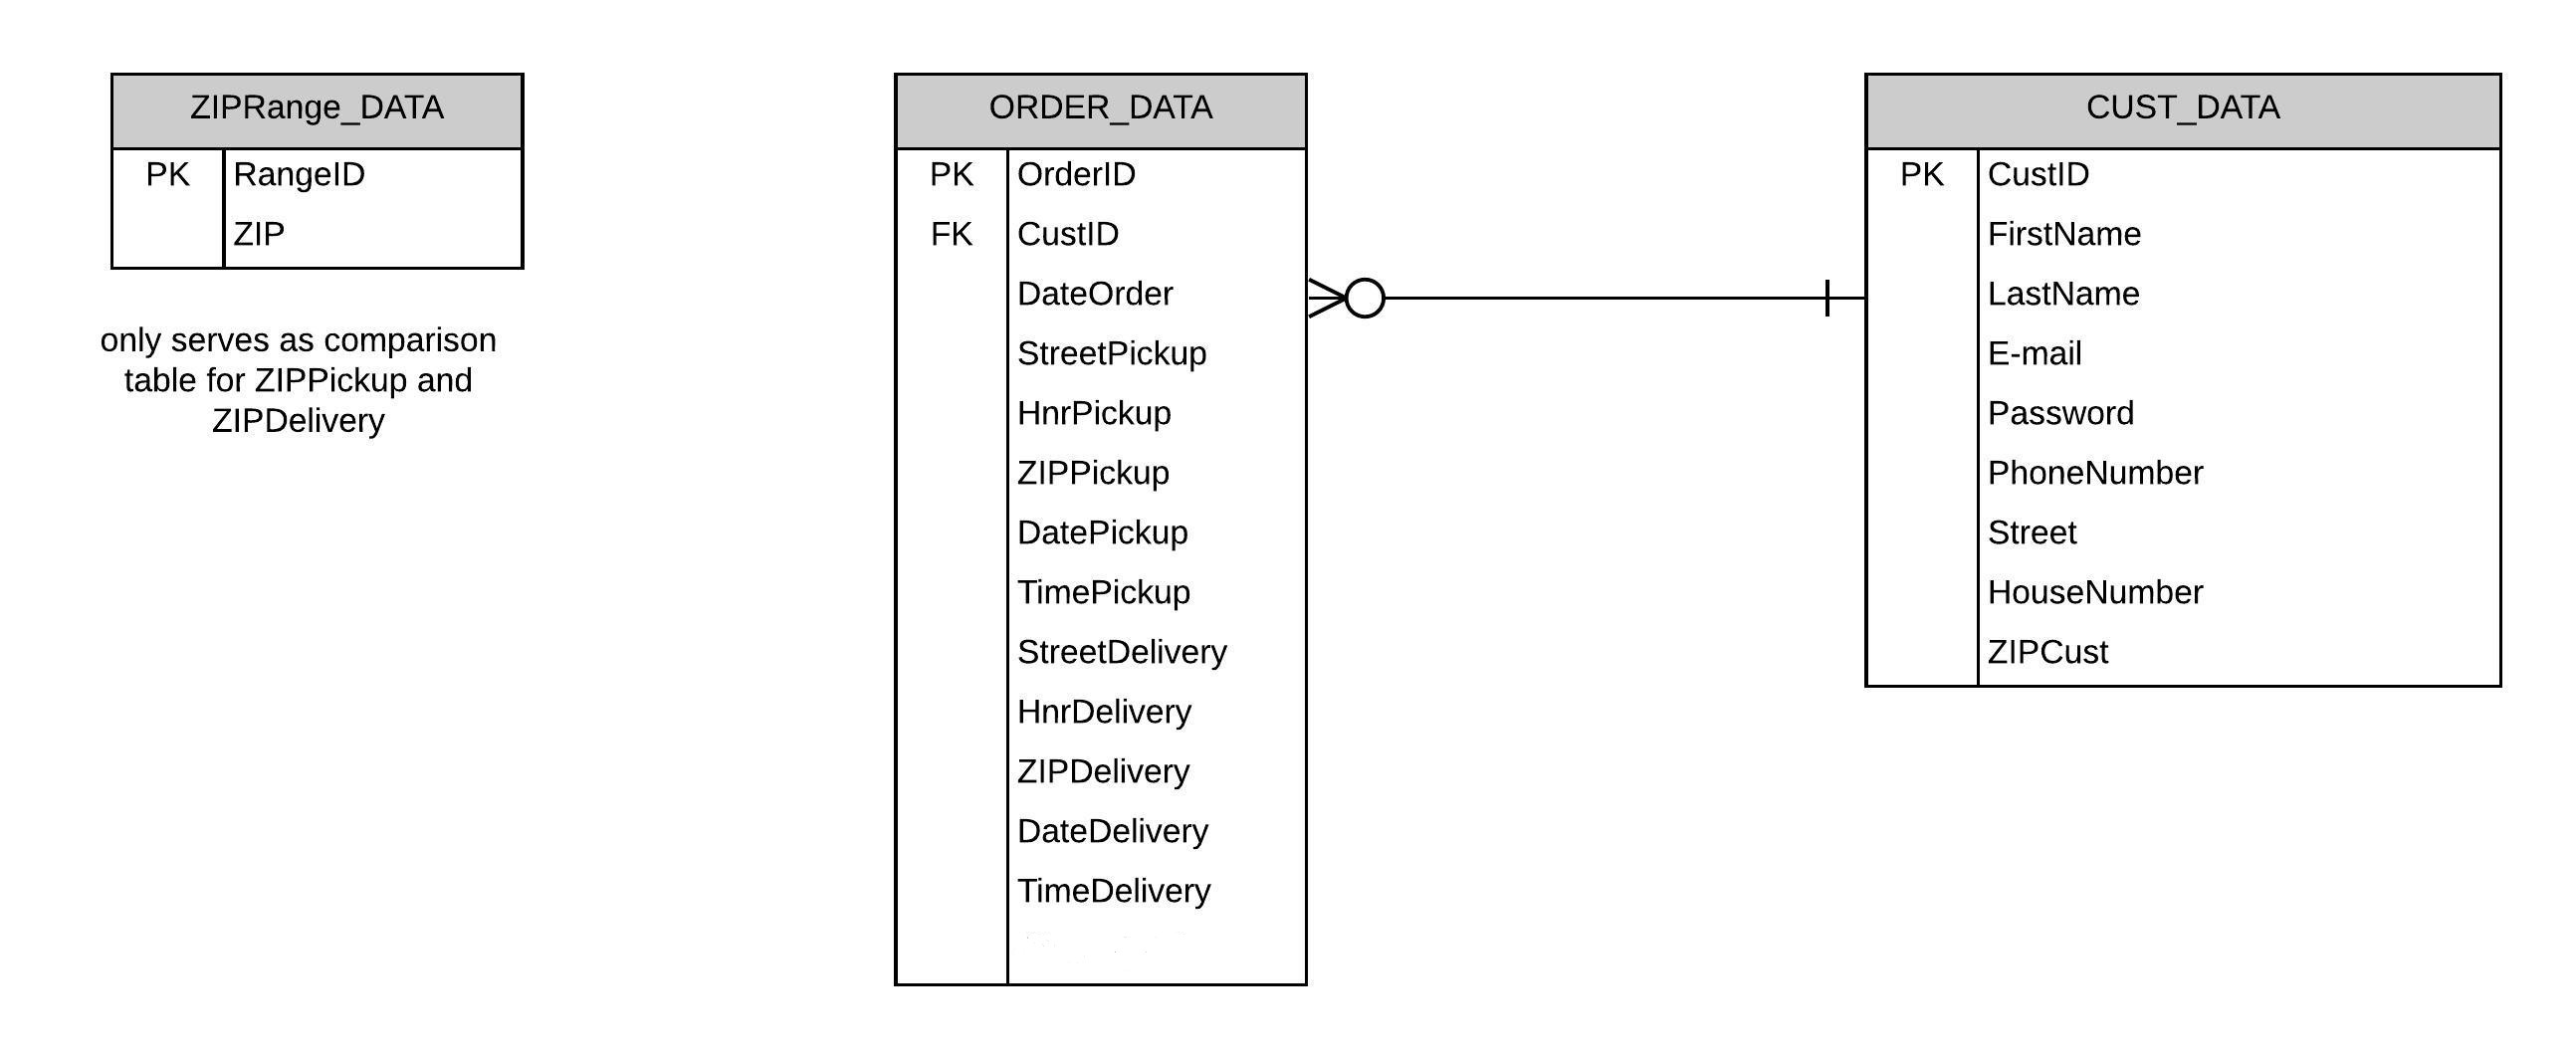 ZIPRange_DATA
PK RangeID
ZIP
only serves as comparison
table for ZIPPickup and
ZIPDelivery
ORDER_DATA
PK OrderID
FK CustID
DateOrder
StreetPickup
HnrPickup
ZIPPickup
DatePickup
TimePickup
StreetDelivery
HnrDelivery
ZIPDelivery
DateDelivery
TimeDelivery
CUST_DATA
PK CustID
FirstName
LastName
E-mail
Password
PhoneNumber
Street
HouseNumber
ZIPCust